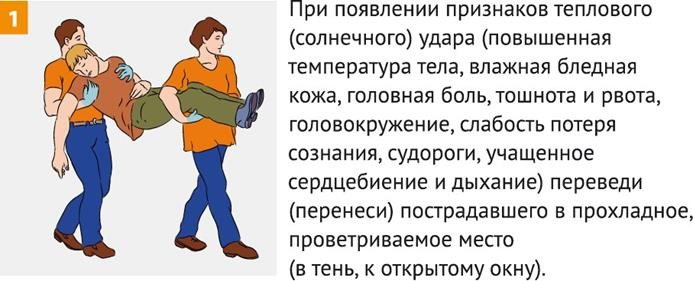 1
При появлении признаков теплового
(солнечного) удара (повышенная
температура тела, влажная бледная
кожа, головная боль, тошнота и рвота,
головокружение, слабость потеря
сознания, судороги, учащенное
сердцебиение и дыхание) переведи
(перенеси) пострадавшего в прохладное,
проветриваемое место
(в тень, к открытому окну).